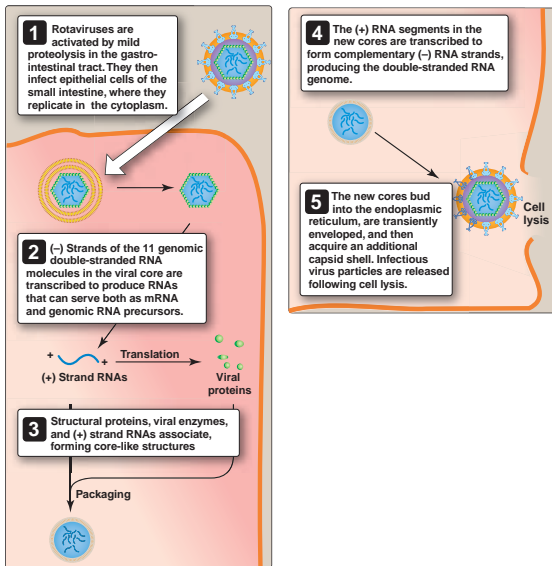 1 Rotaviruses are
activated by mild
proteolysis in the gastro-
intestinal tract. They then
infect epithelial cells of the
small intestine, where they
replicate in the cytoplasm.
2 (–) Strands of the 11 genomic
double-stranded RNA
molecules in the viral core are
transcribed to produce RNAs
that can serve both as mRNA
and genomic RNA precursors.
+
+
Translation
(+) Strand RNAs
Viral
proteins
3 Structural proteins, viral enzymes,
and (+) strand RNAs associate,
forming core-like structures
Packaging
4 The (+) RNA segments in the
new cores are transcribed to
form complementary (–) RNA strands,
producing the double-stranded RNA
genome.
5 The new cores bud
into the endoplasmic
reticulum, are transiently
enveloped, and then
acquire an additional
capsid shell. Infectious
virus particles are released
following cell lysis.
Cell
lysis